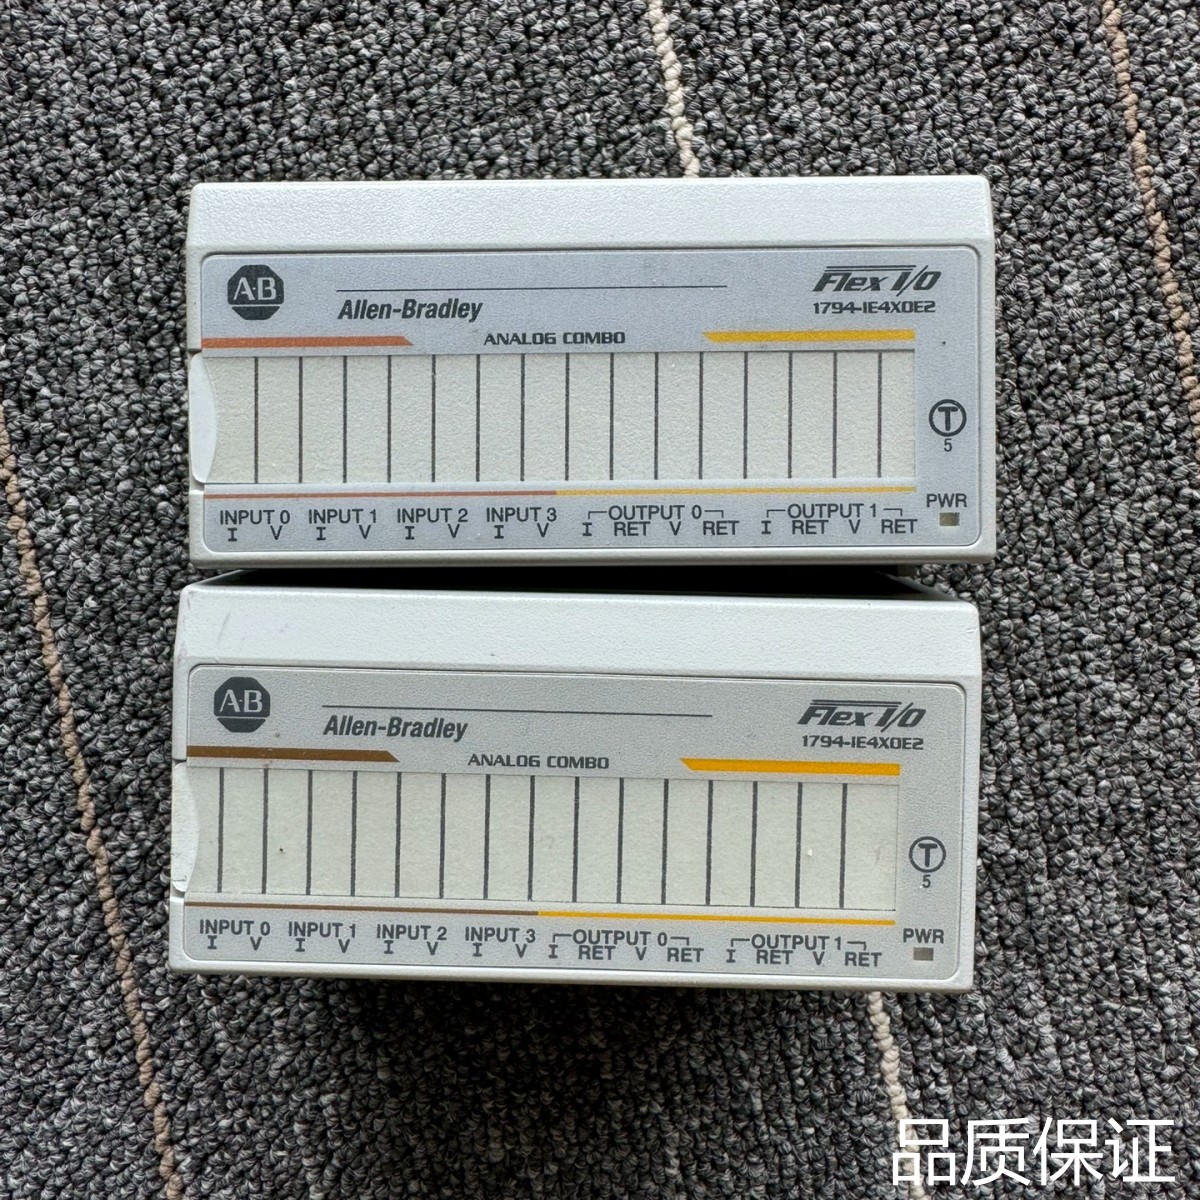 A·B
Allen-Bradley
Flex I/O
1794-IE4XOE2
ANALOG COMBO
T
5
PWR
INPUT 0 INPUT 1 INPUT 2 INPUT 3 OUTPUT 0 OUTPUT 1
I V I V I V I V I RET V RET I RET V RET
A·B
Allen-Bradley
Flex I/O
1794-IE4XOE2
ANALOG COMBO
T
5
PWR
INPUT 0 INPUT 1 INPUT 2 INPUT 3 OUTPUT 0 OUTPUT 1
I V I V I V I V I RET V RET I RET V RET
品质保证